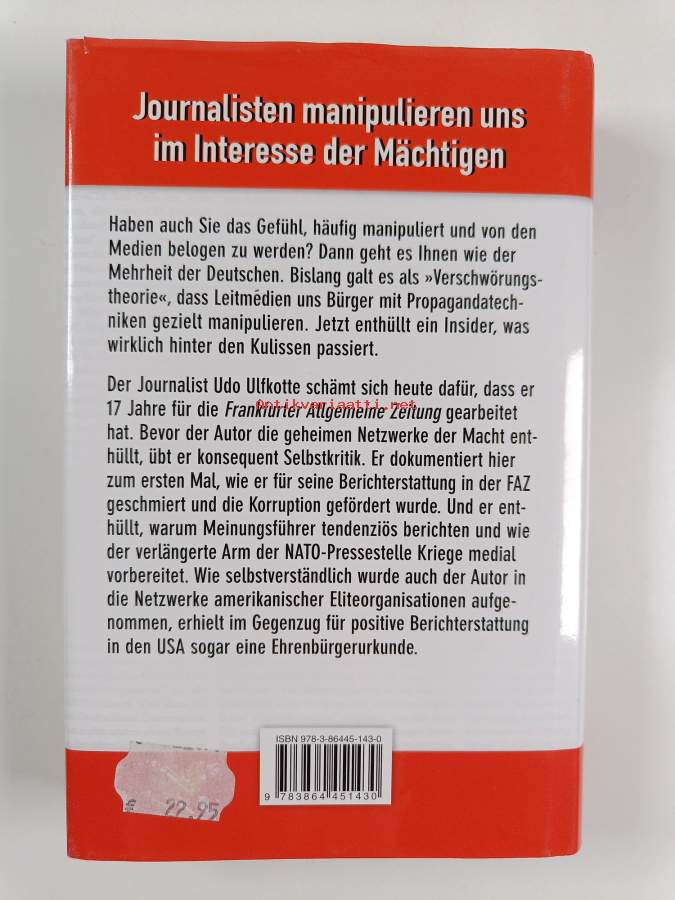 Journalisten manipulieren uns
im Interesse der Mächtigen
Haben auch Sie das Gefühl, häufig manipuliert und von den
Medien belogen zu werden? Dann geht es Ihnen wie der
Mehrheit der Deutschen. Bislang galt es als »Verschwörungs-
theorie«, dass Leitmedien uns Bürger mit Propagandatech-
niken gezielt manipulieren. Jetzt enthüllt ein Insider, was
wirklich hinter den Kulissen passiert.
Der Journalist Udo Ulfkotte schämt sich heute dafür, dass er
17 Jahre für die Frankfurter Allgemeine Zeitung gearbeitet
Antikvariaatti.net
hat. Bevor der Autor die geheimen Netzwerke der Macht ent-
hüllt, übt er konsequent Selbstkritik. Er dokumentiert hier
zum ersten Mal, wie er für seine Berichterstattung in der FAZ
geschmiert und die Korruption gefördert wurde. Und er ent-
hüllt, warum Meinungsführer tendenziös berichten und wie
der verlängerte Arm der NATO-Pressestelle Kriege medial
vorbereitet. Wie selbstverständlich wurde auch der Autor in
die Netzwerke amerikanischer Eliteorganisationen aufge-
nommen, erhielt im Gegenzug für positive Berichterstattung
in den USA sogar eine Ehrenbürgerurkunde.
ISBN 978-3-86445-143-0
9 783864 451430
€ 22.95